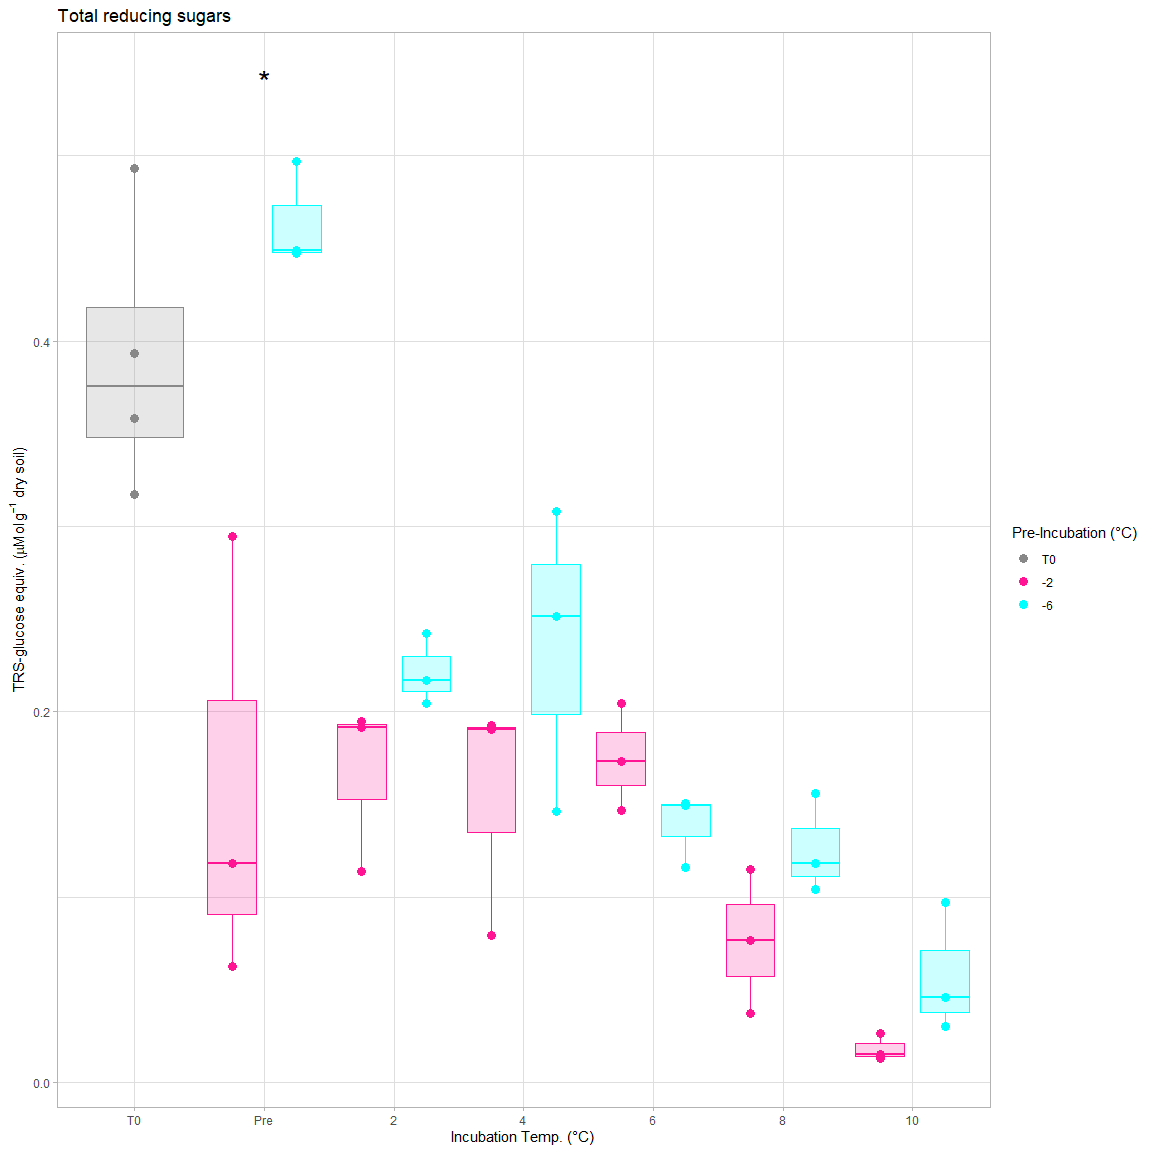 Total reducing sugars
*
0.4
0.2
0.0
TRS-glucose equiv. (μMol g⁻¹ dry soil)
T0 Pre 2 4 6 8 10
Incubation Temp. (°C)
Pre-Incubation (°C)
T0
-2
-6